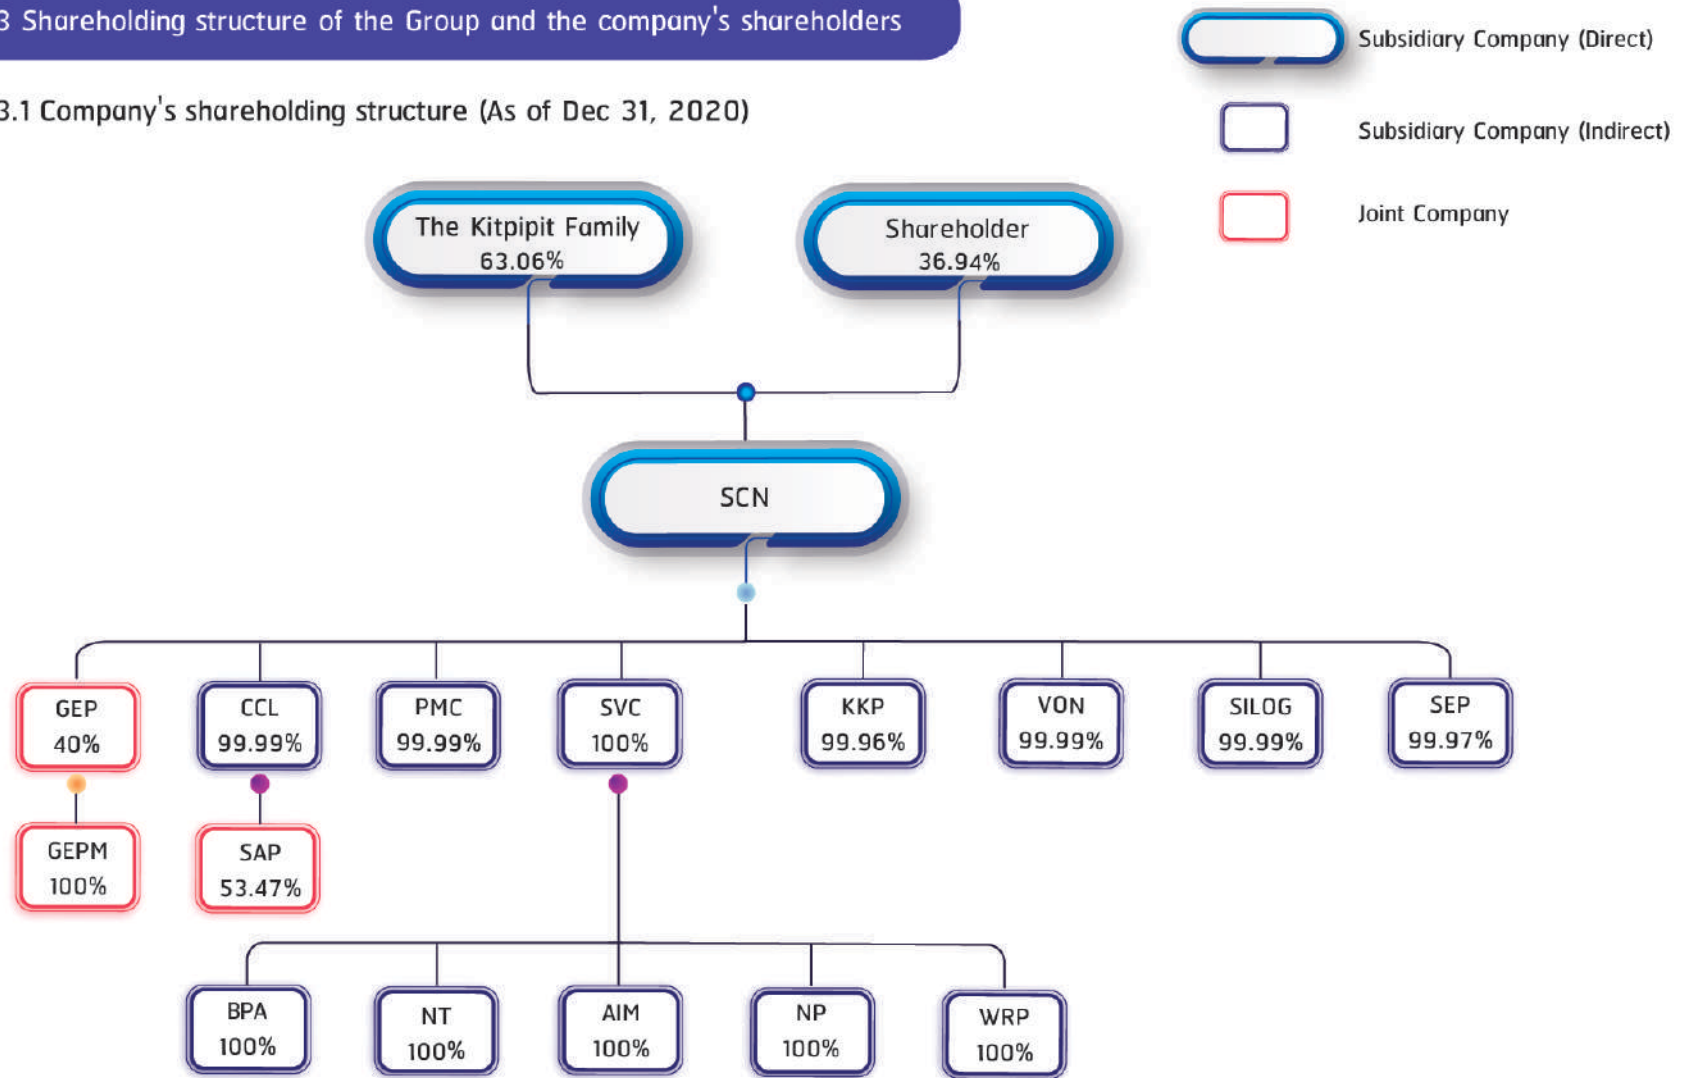 3 Shareholding structure of the Group and the company's shareholders
Subsidiary Company (Direct)
3.1 Company's shareholding structure (As of Dec 31, 2020)
Subsidiary Company (Indirect)
Joint Company
The Kitpipit Family
63.06%
Shareholder
36.94%
SCN
GEP
40%
CCL
99.99%
PMC
99.99%
SVC
100%
KKP
99.96%
VON
99.99%
SILOG
99.99%
SEP
99.97%
GEPM
100%
SAP
53.47%
BPA
100%
NT
100%
AIM
100%
NP
100%
WRP
100%